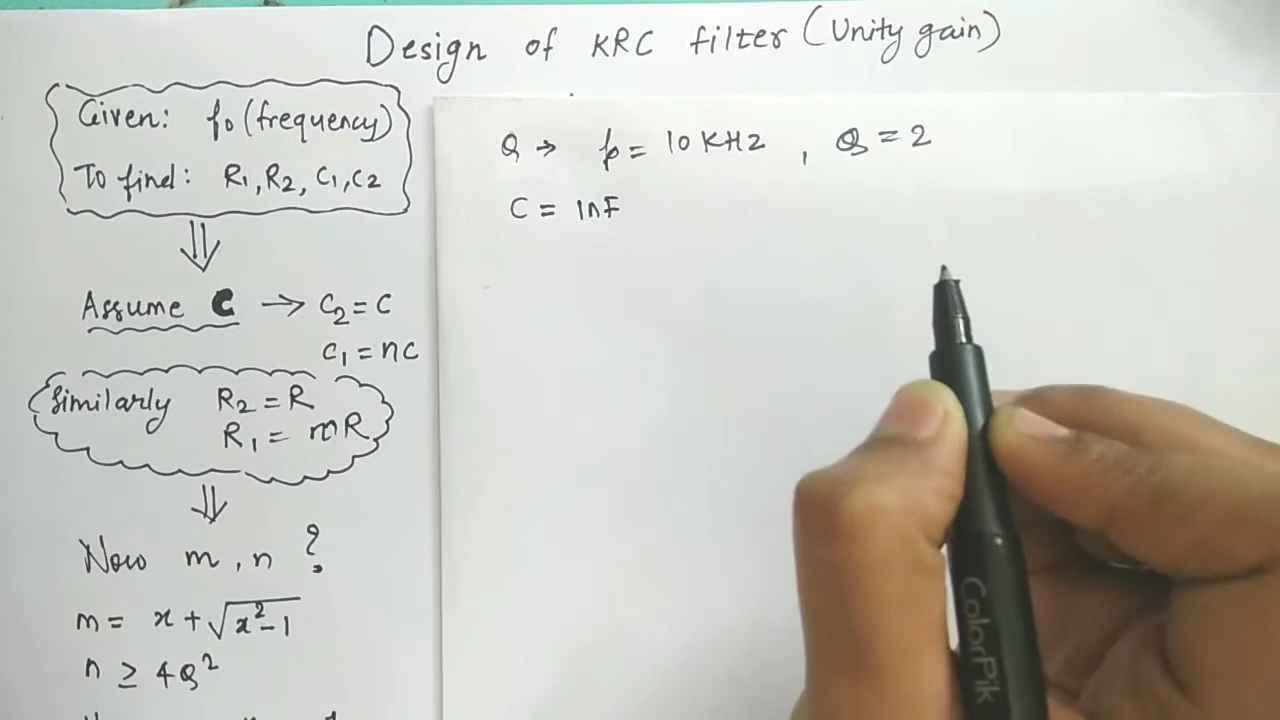 Design of KRC filter (Unity gain)
Given: f0 (frequency)
To find: R1, R2, C1, C2
Assume C → C2 = C
C1 = nC
Similarly R2 = R
R1 = mR
Now m, n ?
m = x + √x²-1
n ≥ 4Q²
Q → f0 = 10 KHz , Q = 2
C = 1nF
ColorPik